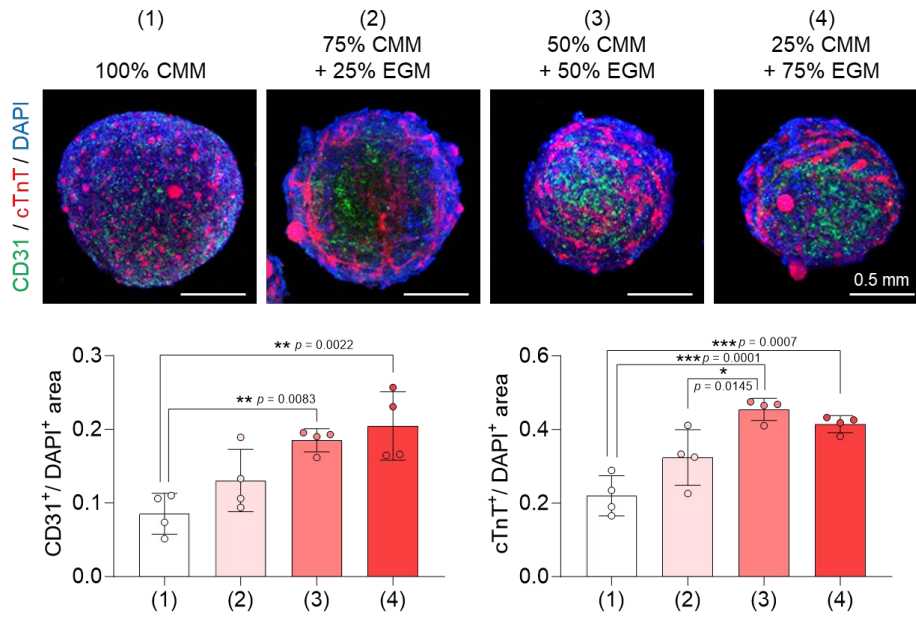 (1)
100% CMM
(2)
75% CMM
+ 25% EGM
(3)
50% CMM
+ 50% EGM
(4)
25% CMM
+ 75% EGM
CD31 / cTnT / DAPI
0.5 mm
CD31+/ DAPI+ area
0.3
0.2
0.1
0.0
** p = 0.0022
** p = 0.0083
(1) (2) (3) (4)
cTnT+/ DAPI+ area
0.6
0.4
0.2
0.0
*** p = 0.0007
*** p = 0.0001
*
p = 0.0145
(1) (2) (3) (4)